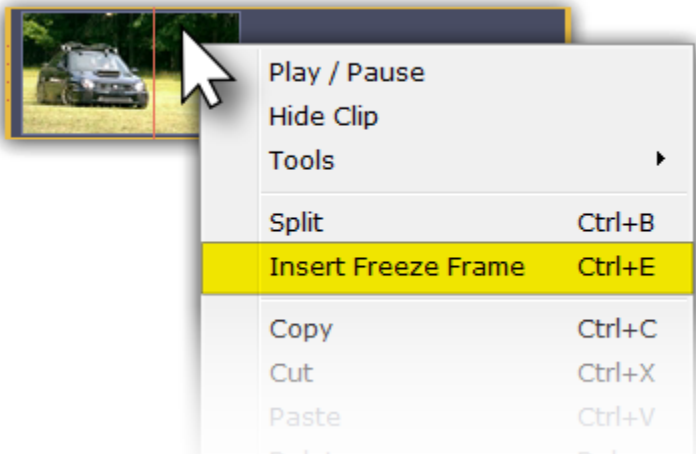 Play / Pause
Hide Clip
Tools
Split Ctrl+B
Insert Freeze Frame Ctrl+E
Copy Ctrl+C
Cut Ctrl+X
Paste Ctrl+V